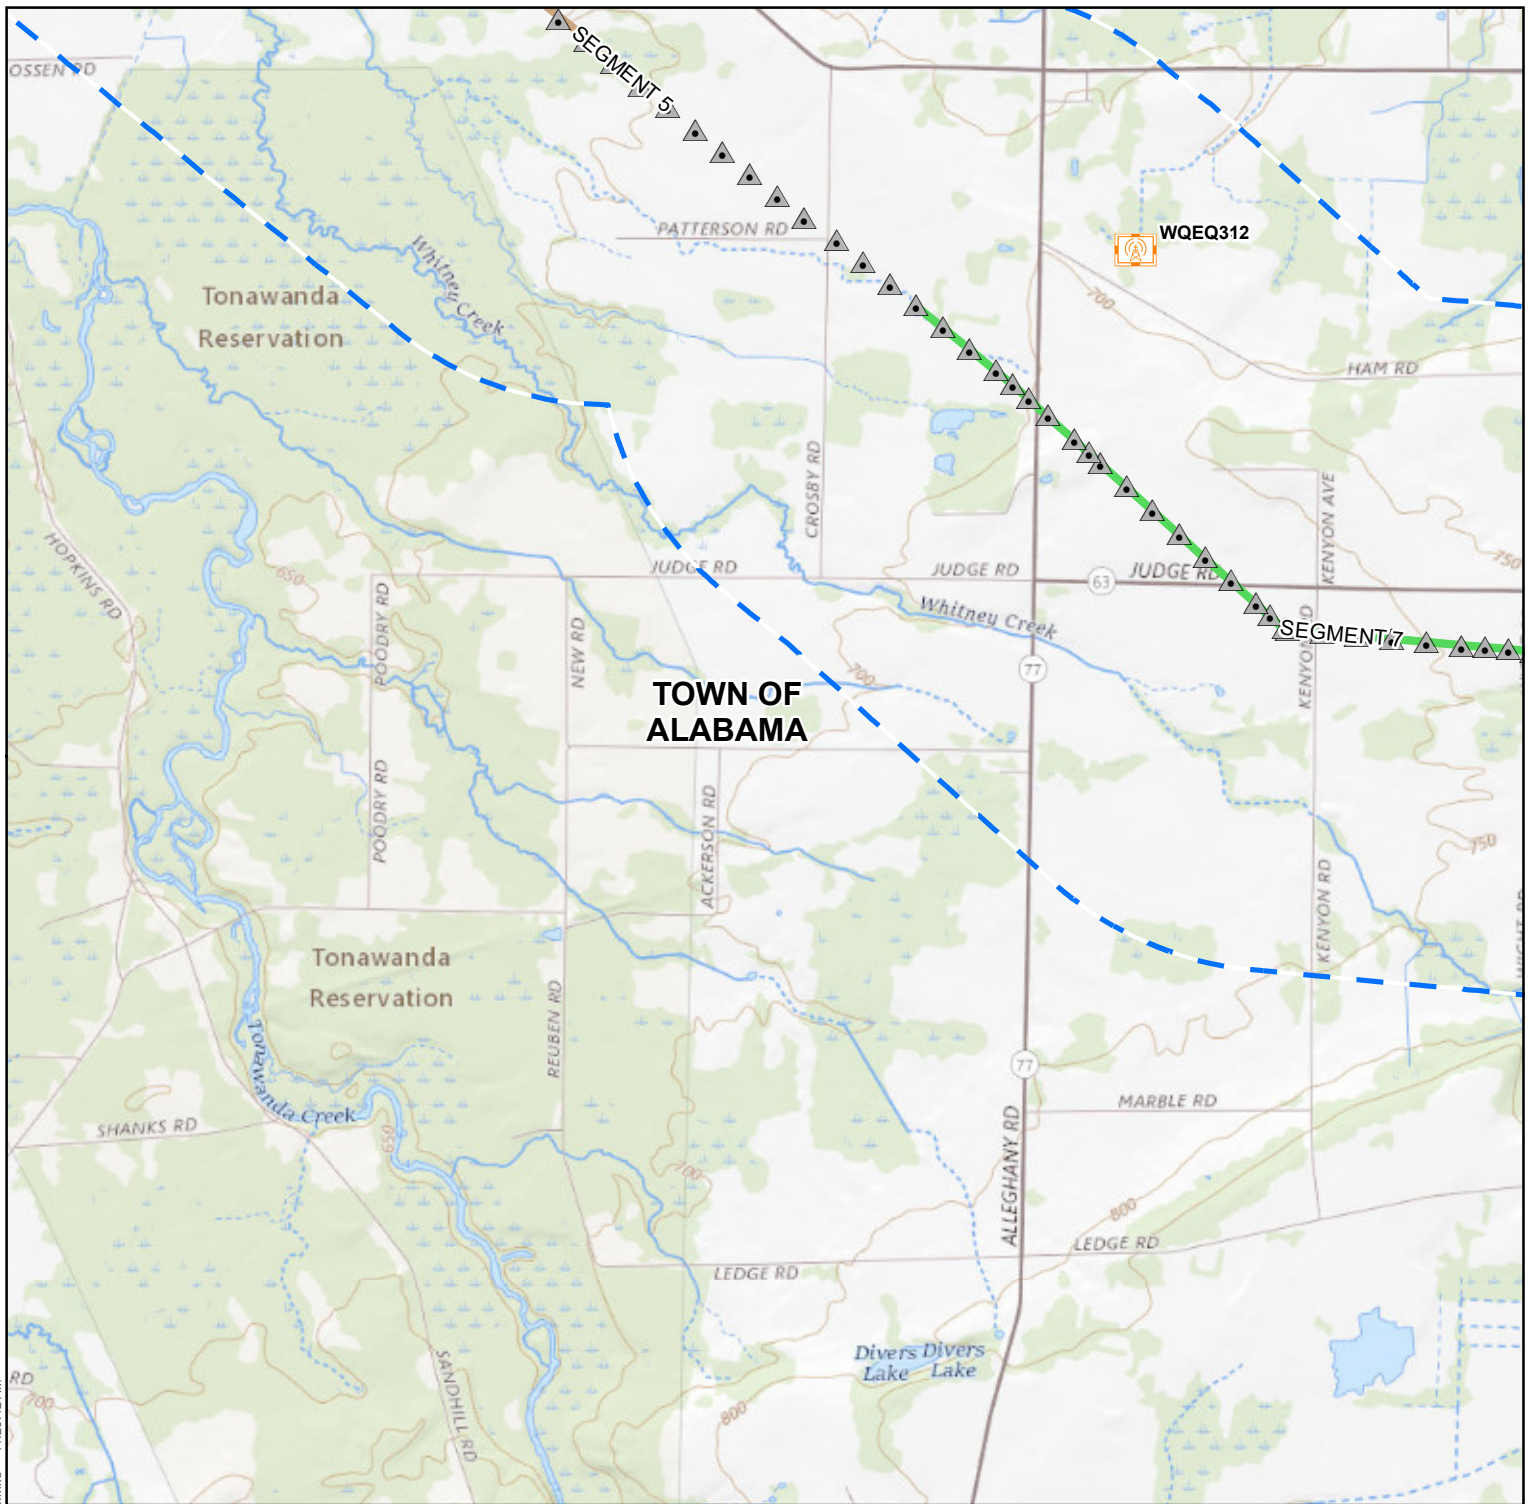 SEGMENT 5
OSSEN RD
WQEQ312
PATTERSON RD
Whitney Creek
Tonawanda
Reservation
700
HAM RD
CROSBY RD
KENYON AVE
HOPKINS RD
650
JUDGE RD
JUDGE RD
63
JUDGE RD
750
POODRY RD
NEW RD
Whitney Creek
SEGMENT 7
KENYON RD
77
700
TOWN OF
ALABAMA
POODRY RD
ACKERSON RD
750
KENYON RD
Tonawanda
Reservation
REUBEN RD
Tonawanda Creek
77
MARBLE RD
SHANKS RD
650
700
ALLEGHANY RD
800
LEDGE RD
LEDGE RD
Divers
Lake
Divers
Lake
RD
700
SANDHILL RD
800